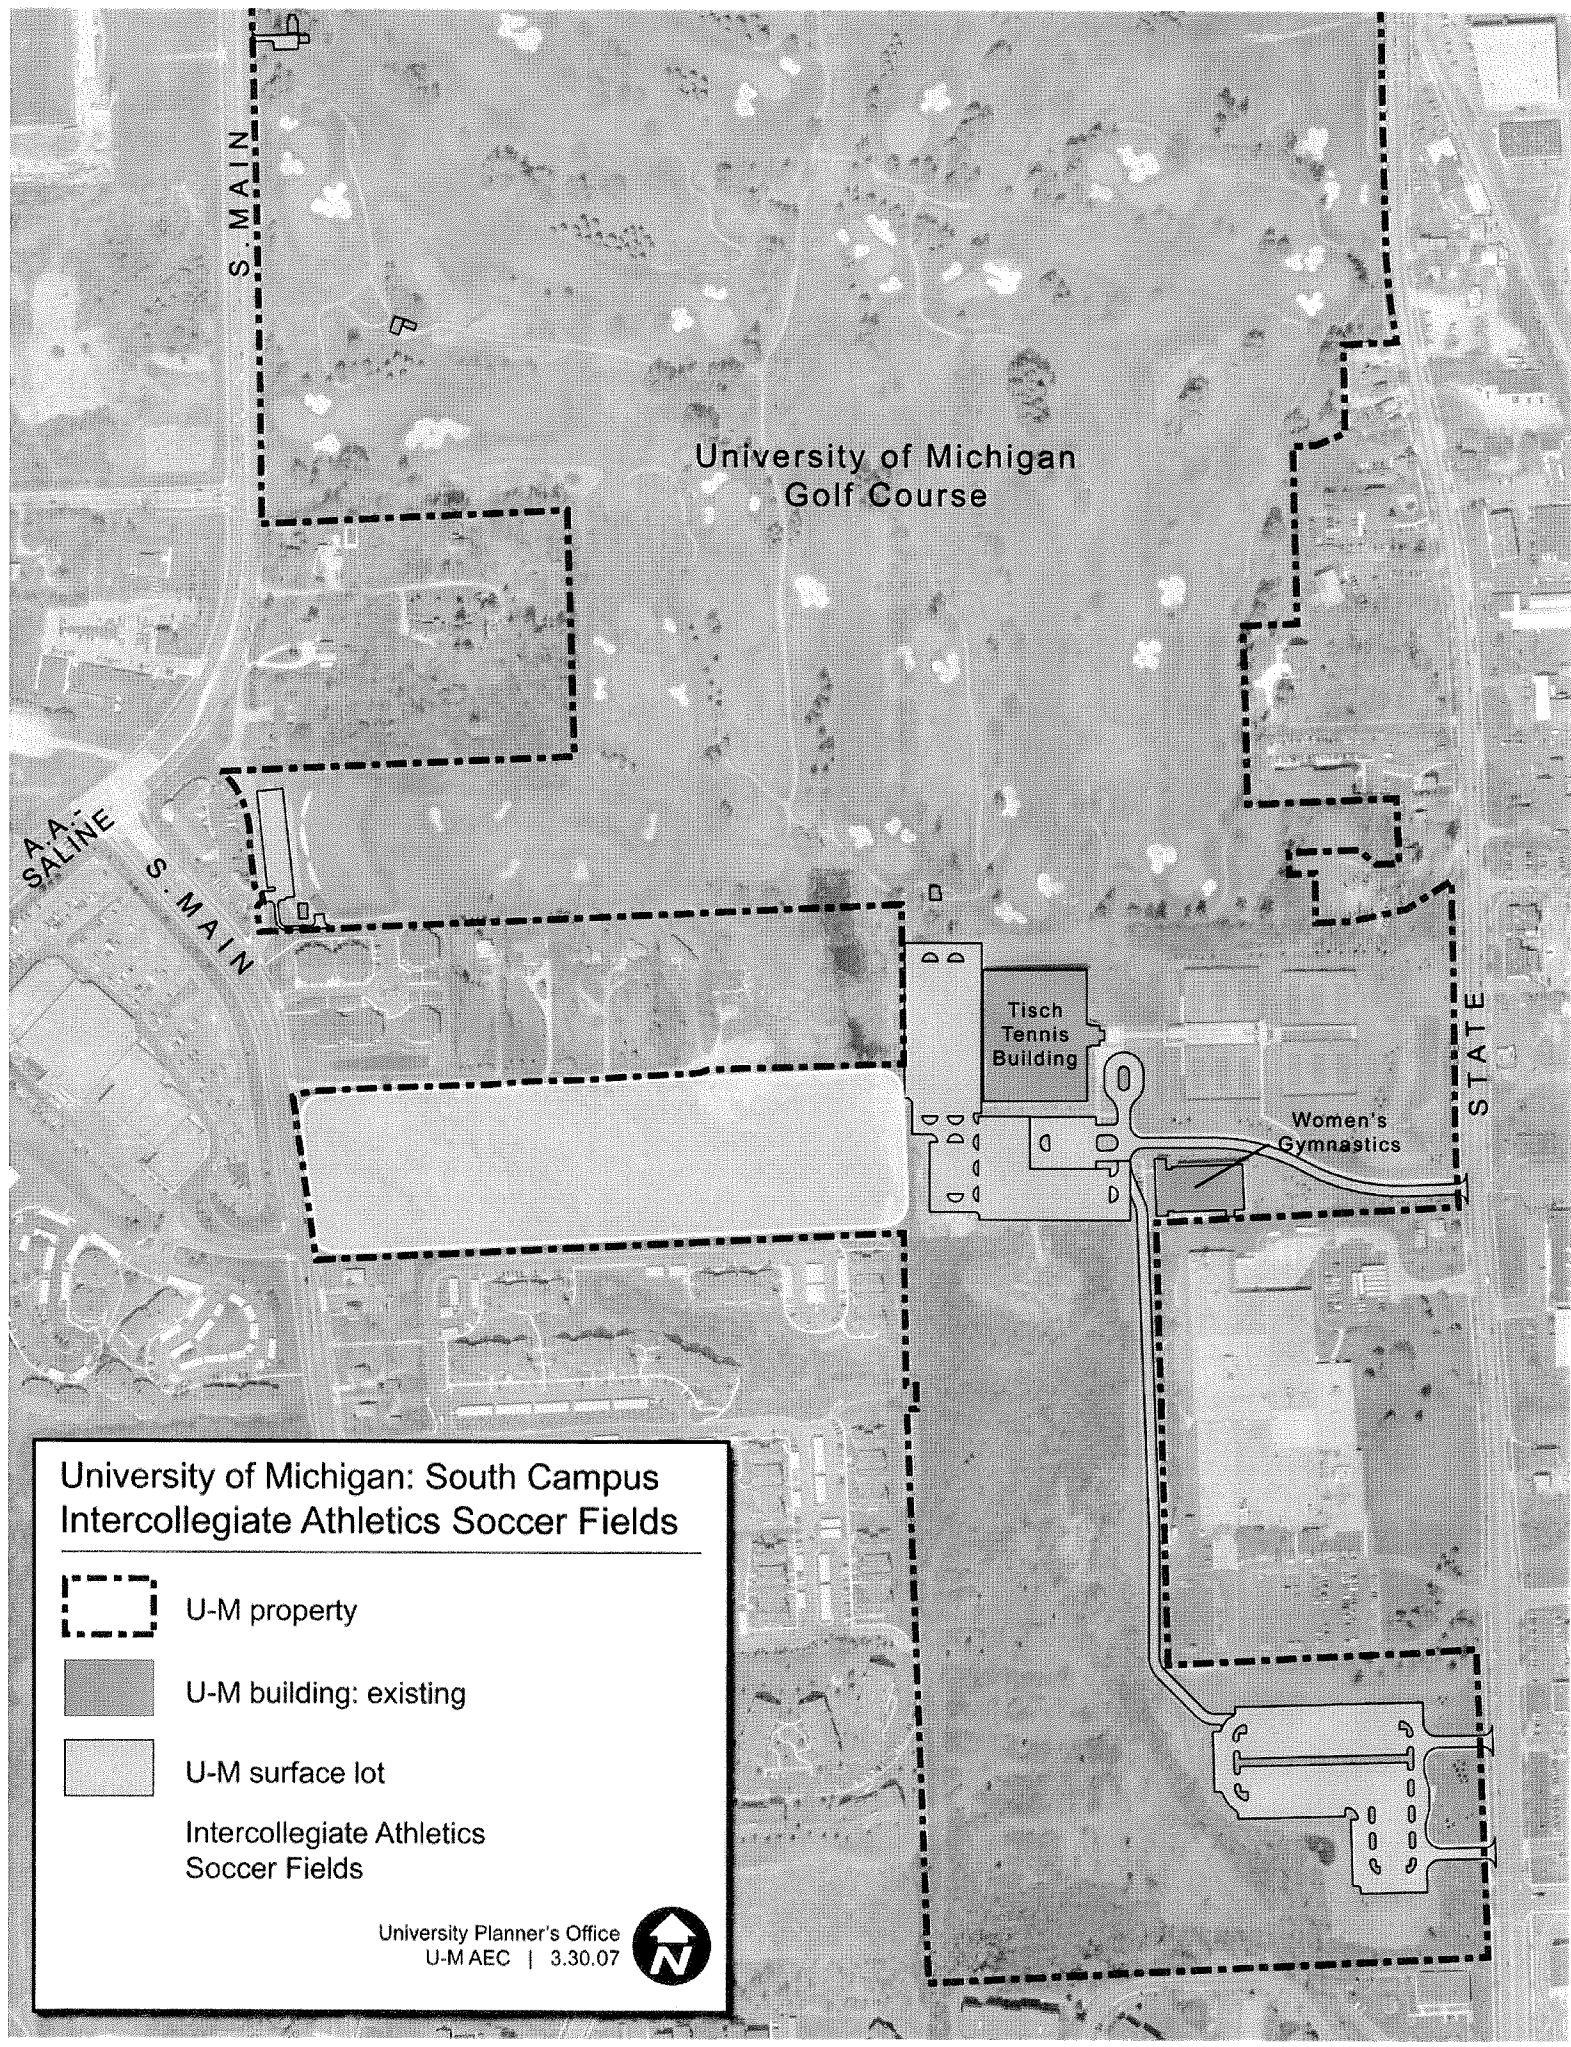 S. MAIN
University of Michigan
Golf Course
A.A.-
SALINE
S. MAIN
Tisch
Tennis
Building
STATE
Women's
Gymnastics
University of Michigan: South Campus
Intercollegiate Athletics Soccer Fields
U-M property
U-M building: existing
U-M surface lot
Intercollegiate Athletics
Soccer Fields
University Planner's Office
U-M AEC | 3.30.07
N